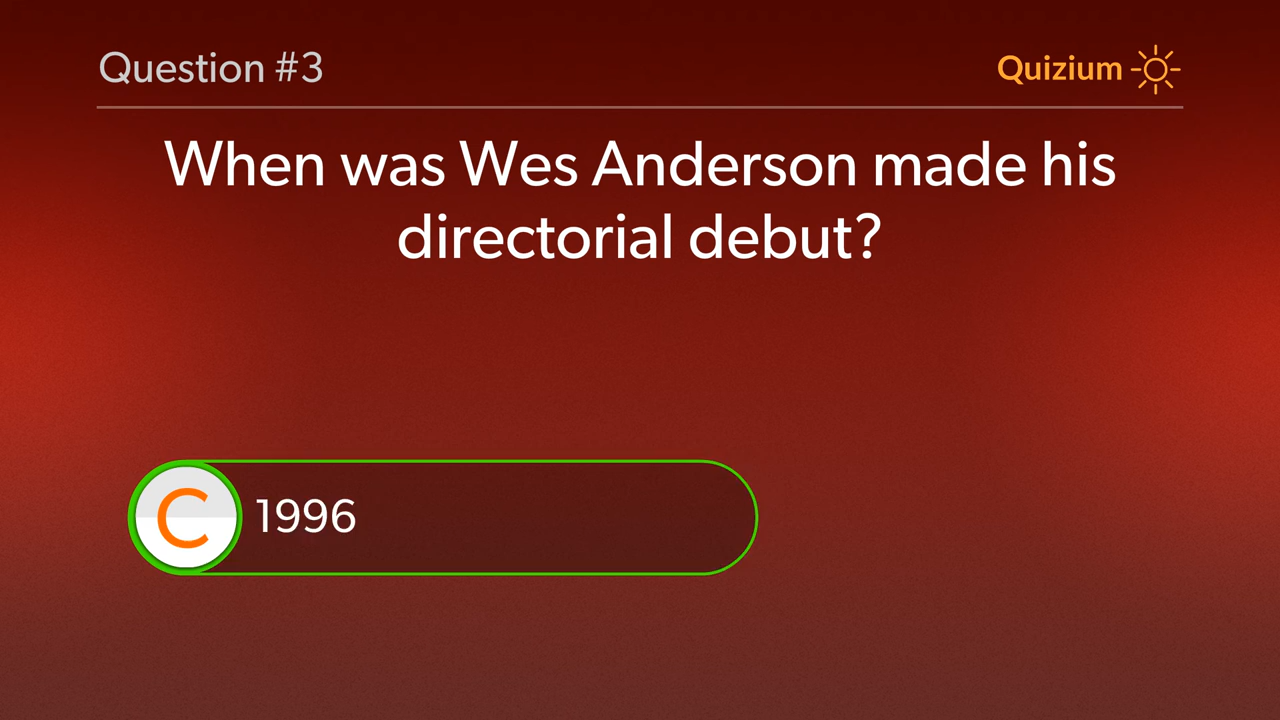 Question #3
Quizium
When was Wes Anderson made his
directorial debut?
C 1996